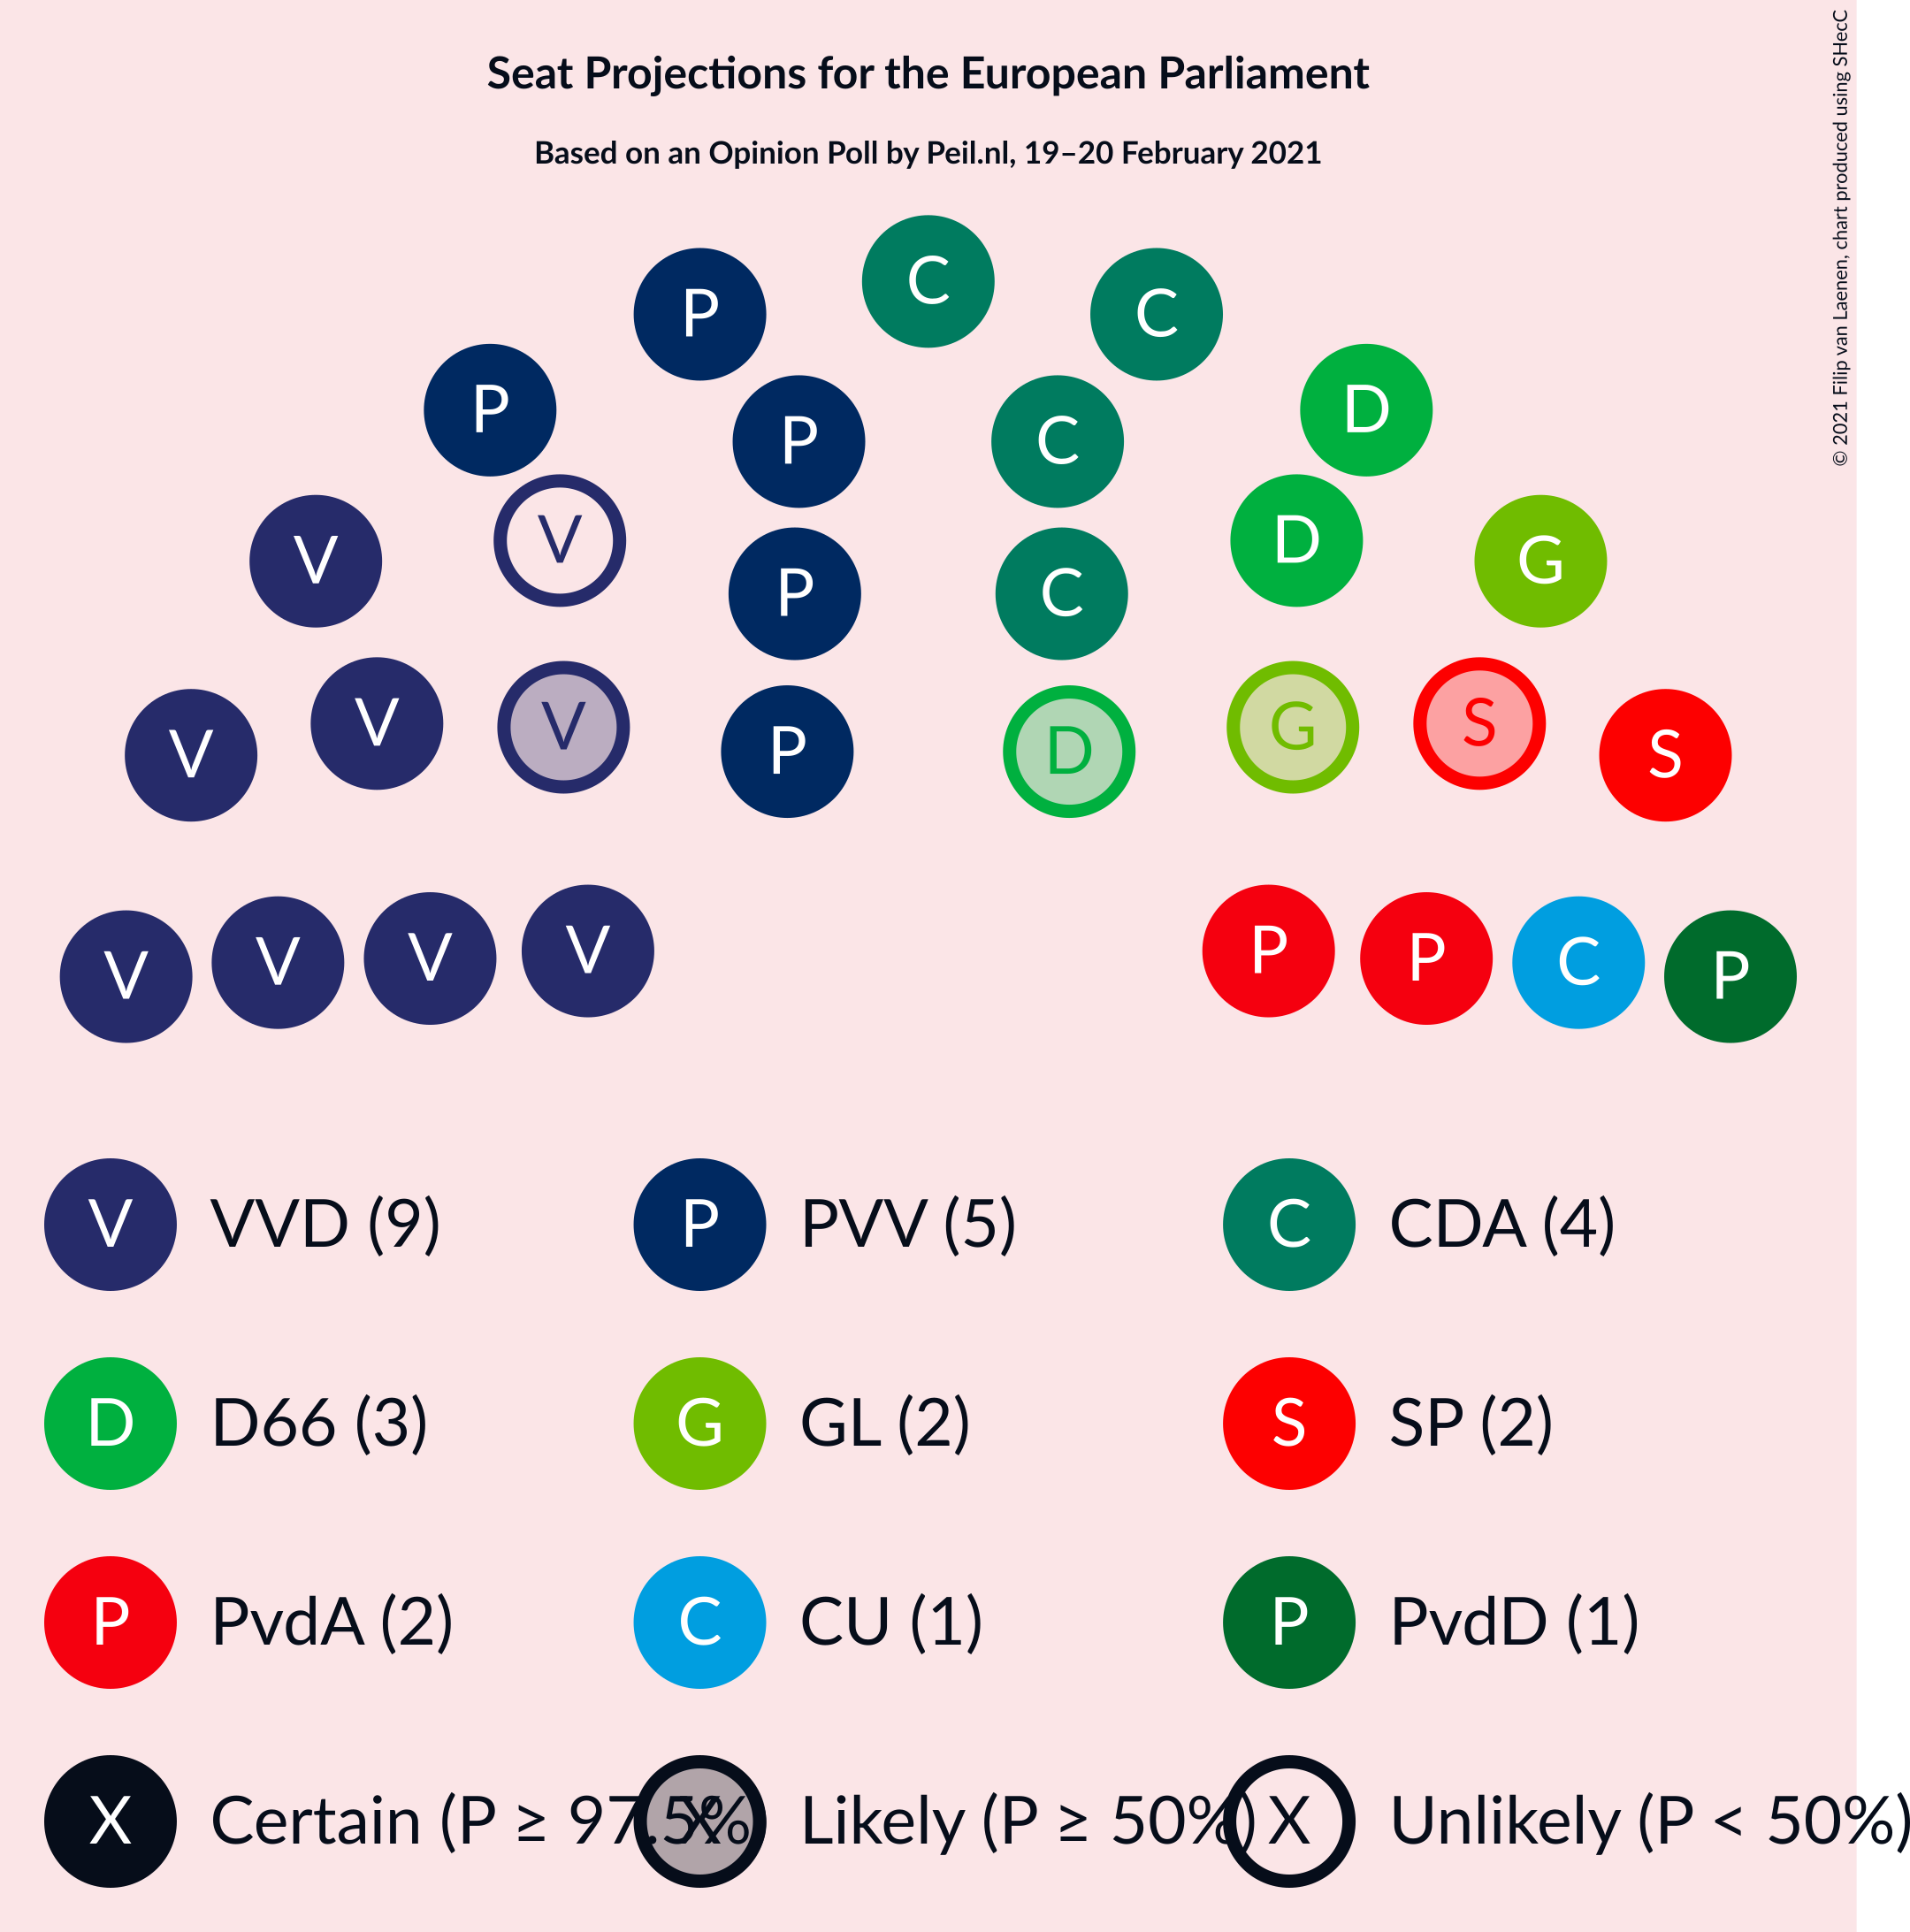 Seat Projections for the European Parliament
Based on an Opinion Poll by Peil.nl, 19–20 February 2021
© 2021 Filip van Laenen, chart produced using SHecC
C
P C
P D
P C
V V D G
P C
V V V P D G S S
V V V V P P C P
V VVD (9) P PVV (5) C CDA (4)
D D66 (3) G GL (2) S SP (2)
P PvdA (2) C CU (1) P PvdD (1)
X Certain (P ≥ 97.5% X Likely (P ≥ 50%) X Unlikely (P < 50%)